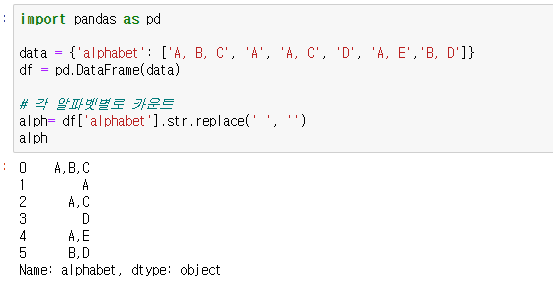 import pandas as pd
data = {'alphabet': ['A, B, C', 'A', 'A, C', 'D', 'A, E','B, D']}
df = pd.DataFrame(data)
# 각 알파벳별로 카운트
alph= df['alphabet'].str.replace(' ', '')
alph
0    A,B,C
1        A
2      A,C
3        D
4      A,E
5      B,D
Name: alphabet, dtype: object